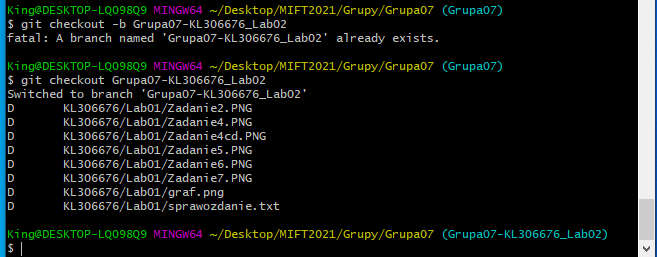 King@DESKTOP-LQO98Q9 MINGW64 ~/Desktop/MIFT2021/Grupy/Grupa07 (Grupa07)
$ git checkout -b Grupa07-KL306676_Lab02
fatal: A branch named 'Grupa07-KL306676_Lab02' already exists.
King@DESKTOP-LQO98Q9 MINGW64 ~/Desktop/MIFT2021/Grupy/Grupa07 (Grupa07)
$ git checkout Grupa07-KL306676_Lab02
Switched to branch 'Grupa07-KL306676_Lab02'
D       KL306676/Lab01/Zadanie2.PNG
D       KL306676/Lab01/Zadanie4.PNG
D       KL306676/Lab01/Zadanie4cd.PNG
D       KL306676/Lab01/Zadanie5.PNG
D       KL306676/Lab01/Zadanie6.PNG
D       KL306676/Lab01/Zadanie7.PNG
D       KL306676/Lab01/graf.png
D       KL306676/Lab01/sprawozdanie.txt
King@DESKTOP-LQO98Q9 MINGW64 ~/Desktop/MIFT2021/Grupy/Grupa07 (Grupa07-KL306676_Lab02)
$